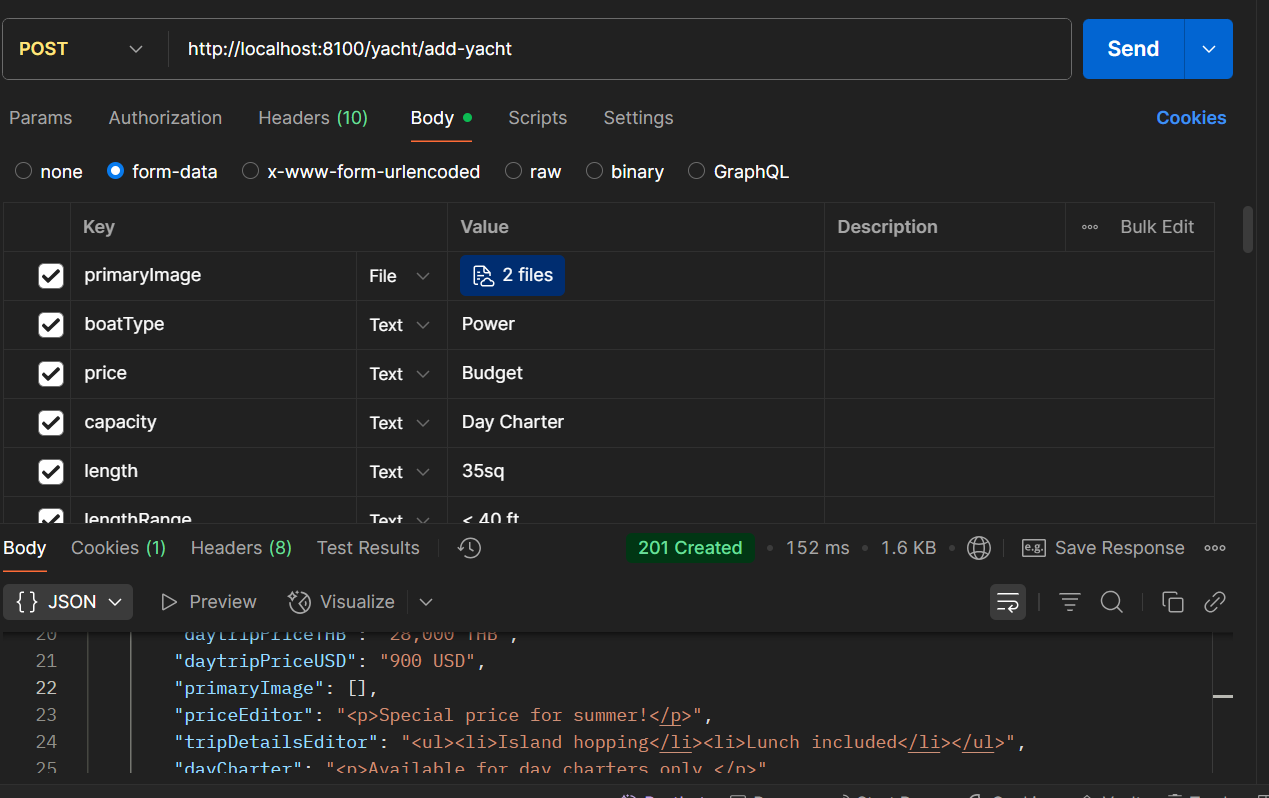 POST http://localhost:8100/yacht/add-yacht Send
Params Authorization Headers (10) Body Scripts Settings Cookies
none form-data x-www-form-urlencoded raw binary GraphQL
Key Value Description Bulk Edit
primaryImage File 2 files
boatType Text Power
price Text Budget
capacity Text Day Charter
length Text 35sq
lengthRange Text < 40 ft
Body Cookies (1) Headers (8) Test Results 201 Created 152 ms 1.6 KB e.g. Save Response
{} JSON Preview Visualize
20 "daytripPriceTHB": "28,000 THB",
21 "daytripPriceUSD": "900 USD",
22 "primaryImage": [],
23 "priceEditor": "<p>Special price for summer!</p>",
24 "tripDetailsEditor": "<ul><li>Island hopping</li><li>Lunch included</li></ul>",
25 "dayCharter": "<p>Available for day charters only.</p>"